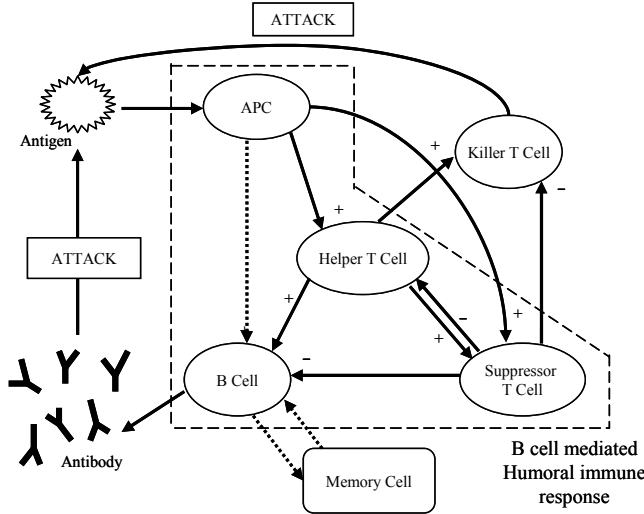 ATTACK
APC
Antigen
Killer T Cell
+
−
+
Helper T Cell
ATTACK
+
−
+
+
−
B Cell
Suppressor
T Cell
Antibody
Memory Cell
B cell mediated
Humoral immune
response